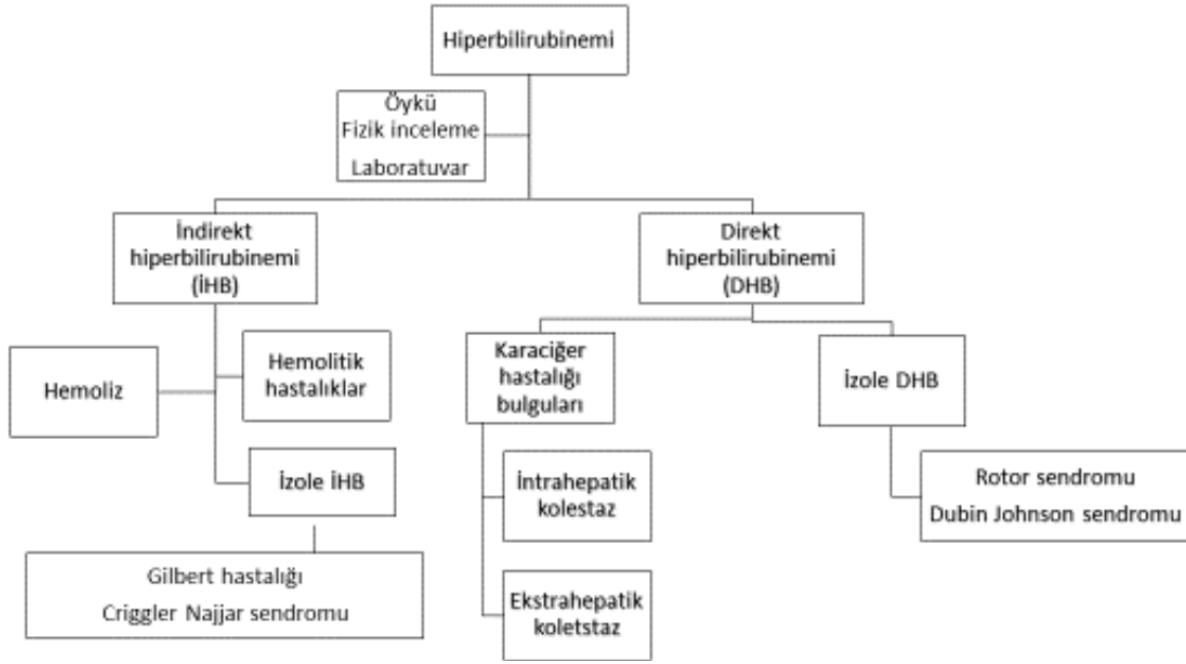 Hiperbilirubinemi
Öykü
Fizik inceleme
Laboratuvar
İndirekt
hiperbilirubinemi
(İHB)
Direkt
hiperbilirubinemi
(DHB)
Hemoliz
Hemolitik
hastalıklar
İzole İHB
Gilbert hastalığı
Criggler Najjar sendromu
Karaciğer
hastalığı
bulguları
İntrahepatik
kolestaz
Ekstrahepatik
koletstaz
İzole DHB
Rotor sendromu
Dubin Johnson sendromu